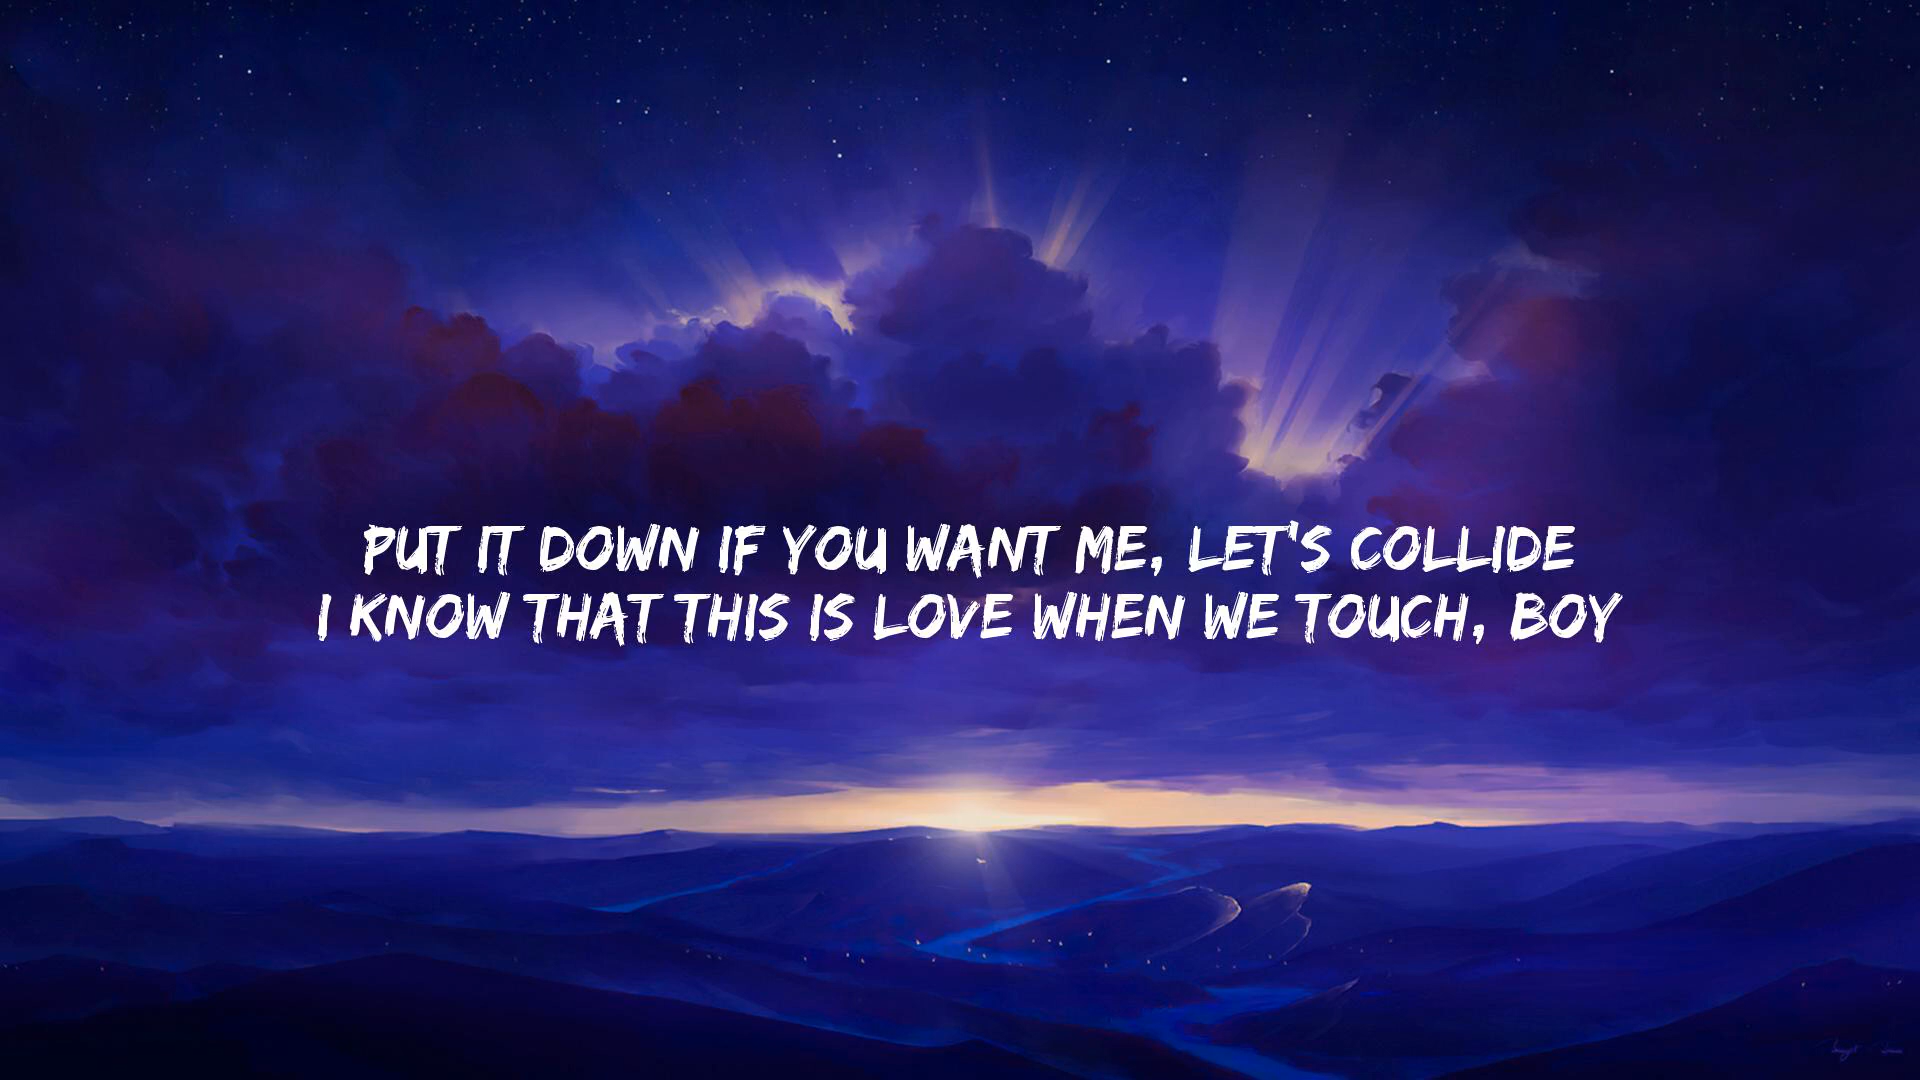 PUT IT DOWN IF YOU WANT ME, LET'S COLLIDE
I KNOW THAT THIS IS LOVE WHEN WE TOUCH, BOY